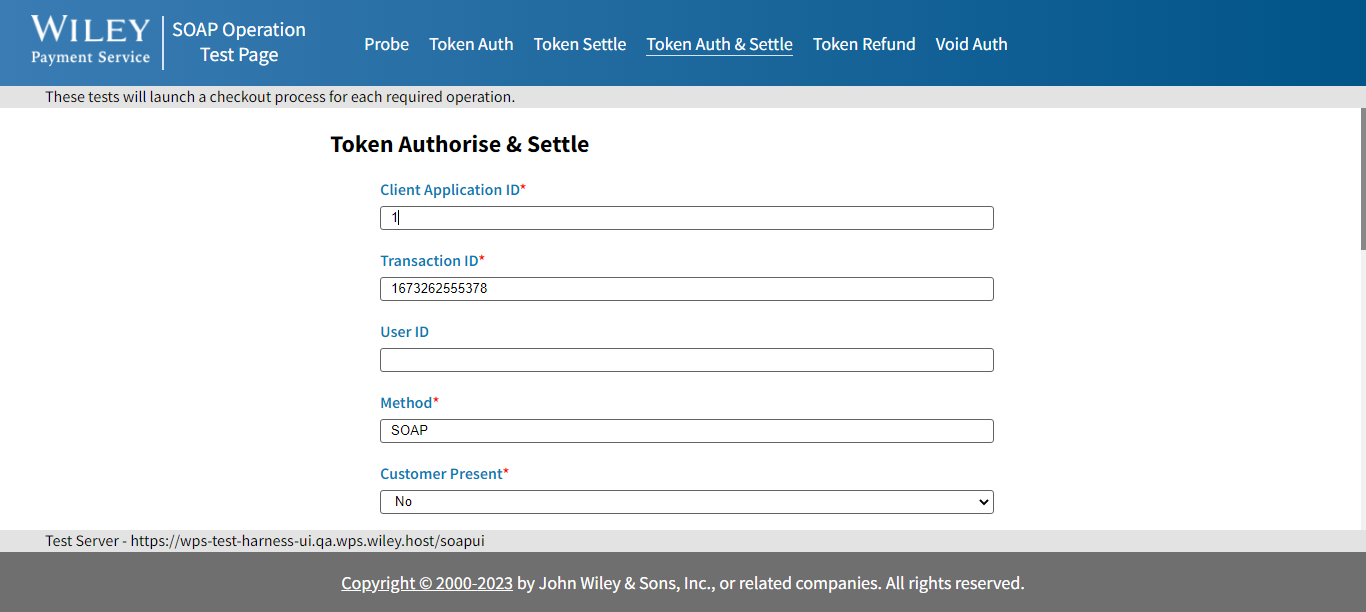 WILEY
Payment Service
SOAP Operation
Test Page
Probe Token Auth Token Settle Token Auth & Settle Token Refund Void Auth
These tests will launch a checkout process for each required operation.
Token Authorise & Settle
Client Application ID*
1
Transaction ID*
1673262555378
User ID
Method*
SOAP
Customer Present*
No
Test Server - https://wps-test-harness-ui.qa.wps.wiley.host/soapui
Copyright © 2000-2023 by John Wiley & Sons, Inc., or related companies. All rights reserved.